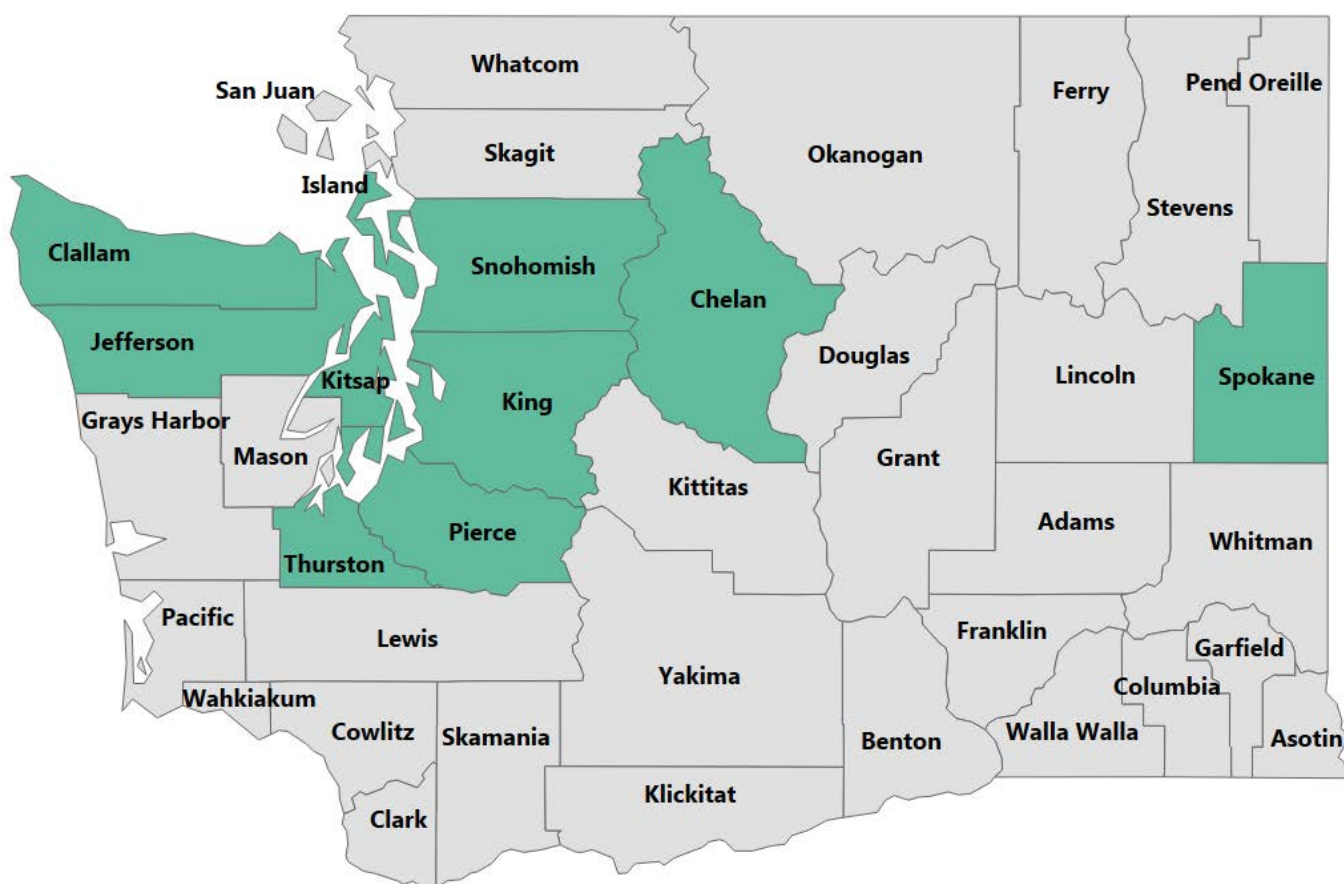 Whatcom
San Juan
Ferry
Pend Oreille
Skagit
Okanogan
Island
Stevens
Clallam
Snohomish
Chelan
Jefferson
Douglas
Kitsap
Lincoln
Spokane
King
Grays Harbor
Mason
Grant
Kittitas
Adams
Pierce
Whitman
Thurston
Pacific
Lewis
Franklin
Garfield
Yakima
Columbia
Wahkiakum
Cowlitz
Skamania
Walla Walla
Benton
Asotin
Klickitat
Clark